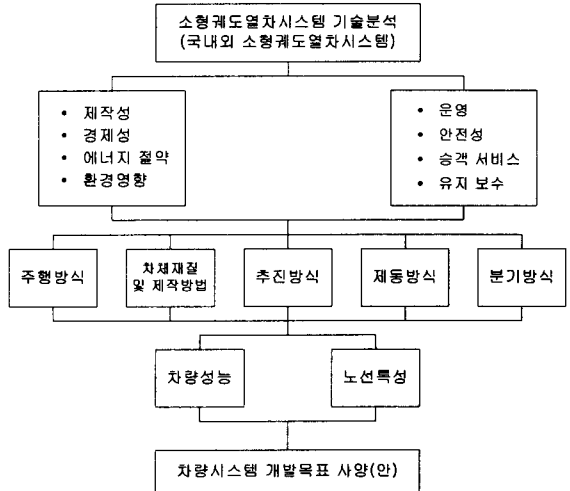 소형궤도열차시스템 기술분석
(국내외 소형궤도열차시스템)
• 제작성
• 경제성
• 에너지 절약
• 환경영향
• 운영
• 안전성
• 승객 서비스
• 유지 보수
주행방식
차체재질
및 제작방법
추진방식
제동방식
분기방식
차량성능
노선특성
차량시스템 개발목표 사양(안)